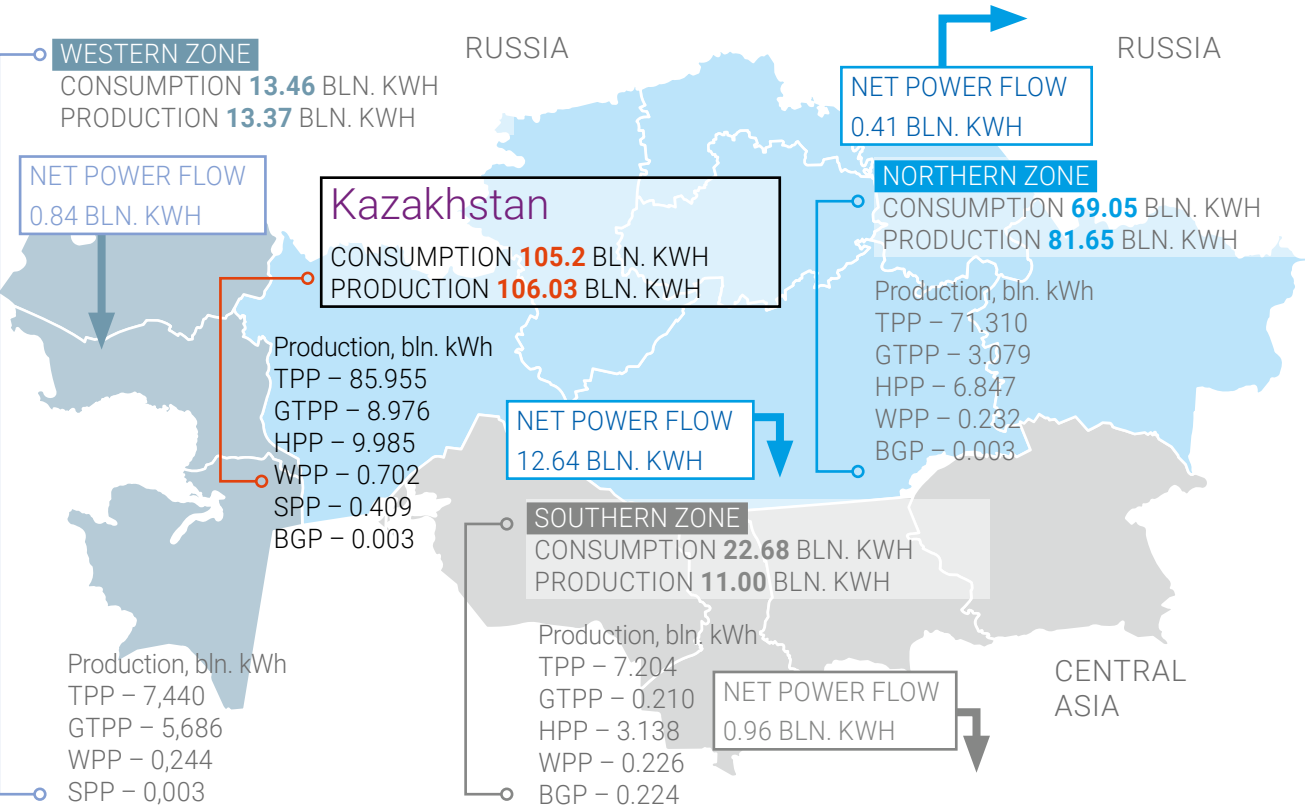 RUSSIA
RUSSIA
WESTERN ZONE
CONSUMPTION 13.46 BLN. KWH
PRODUCTION 13.37 BLN. KWH
NET POWER FLOW
0.84 BLN. KWH
NET POWER FLOW
0.41 BLN. KWH
Kazakhstan
CONSUMPTION 105.2 BLN. KWH
PRODUCTION 106.03 BLN. KWH
Production, bln. kWh
TPP – 85.955
GTPP – 8.976
HPP – 9.985
WPP – 0.702
SPP – 0.409
BGP – 0.003
NORTHERN ZONE
CONSUMPTION 69.05 BLN. KWH
PRODUCTION 81.65 BLN. KWH
Production, bln. kWh
TPP – 71.310
GTPP – 3.079
HPP – 6.847
WPP – 0.232
BGP – 0.003
NET POWER FLOW
12.64 BLN. KWH
SOUTHERN ZONE
CONSUMPTION 22.68 BLN. KWH
PRODUCTION 11.00 BLN. KWH
Production, bln. kWh
TPP – 7.204
GTPP – 0.210
HPP – 3.138
WPP – 0.226
BGP – 0.224
NET POWER FLOW
0.96 BLN. KWH
CENTRAL
ASIA
Production, bln. kWh
TPP – 7,440
GTPP – 5,686
WPP – 0,244
SPP – 0,003